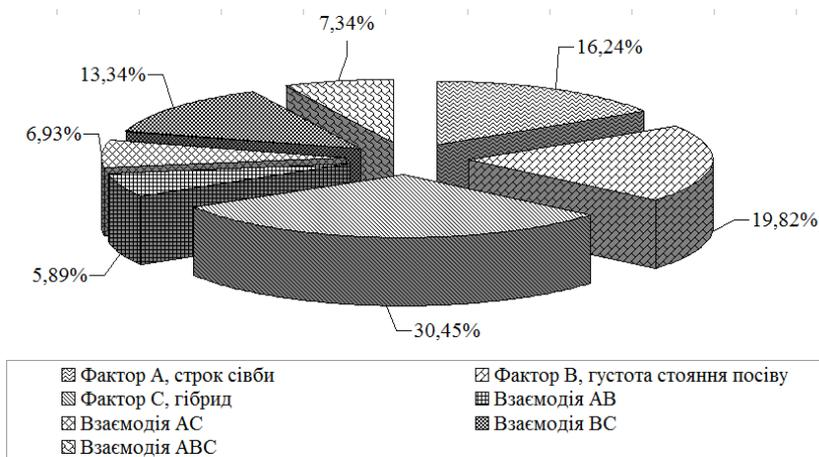 7,34%
16,24%
13,34%
6,93%
19,82%
5,89%
30,45%
Фактор А, строк сівби
Фактор В, густота стояння посіву
Фактор С, гібрид
Взаємодія АВ
Взаємодія АС
Взаємодія ВС
Взаємодія АВС